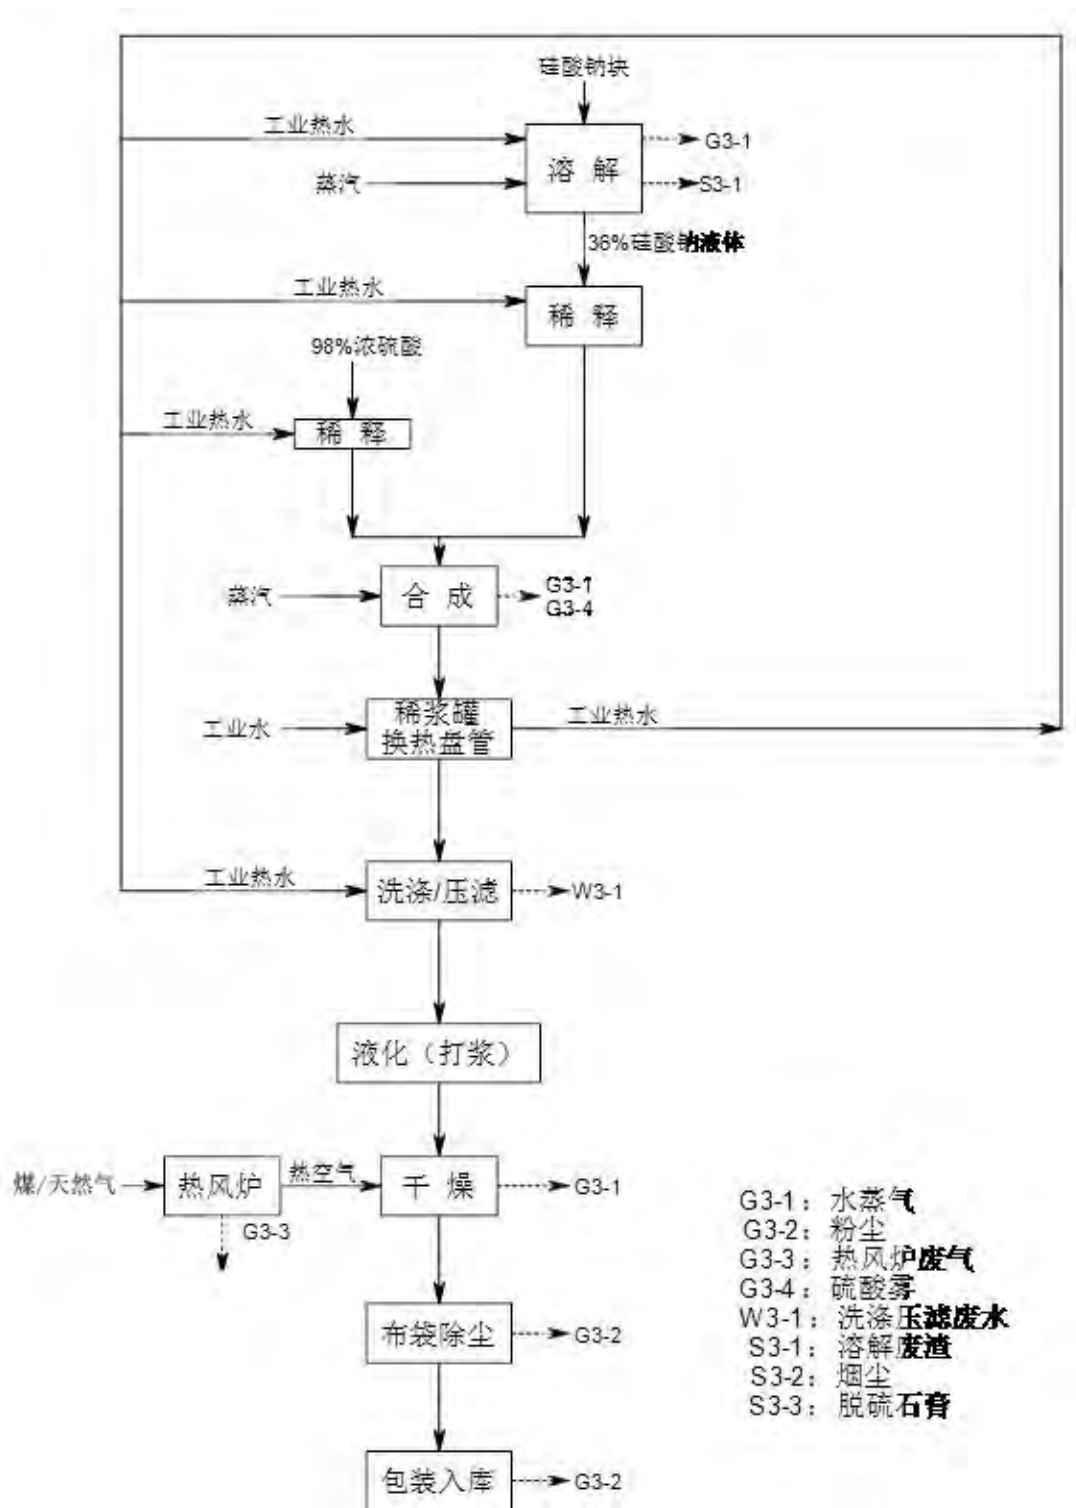 硅酸钠块
工业热水
G3-1
溶 解
蒸汽
S3-1
36%硅酸钠液体
工业热水
稀 释
98%浓硫酸
工业热水
稀 释
蒸汽
合 成
G3-1
G3-4
工业水
稀浆罐
换热盘管
工业热水
工业热水
洗涤/压滤
W3-1
液化（打浆）
煤/天然气
热风炉
热空气
干 燥
G3-1
G3-3
布袋除尘
G3-2
包装入库
G3-2
G3-1：水蒸气
G3-2：粉尘
G3-3：热风炉废气
G3-4：硫酸雾
W3-1：洗涤压滤废水
S3-1：溶解废渣
S3-2：烟尘
S3-3：脱硫石膏